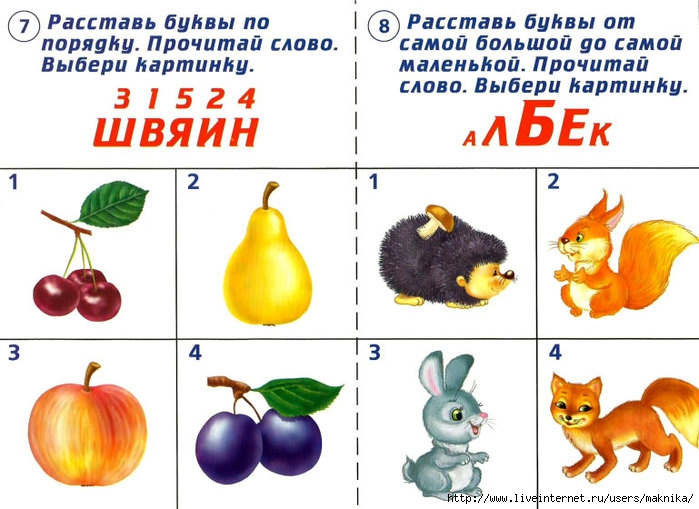 7 Расставь буквы по
порядку. Прочитай слово.
Выбери картинку.
3 1 5 2 4
ШВЯИН
1
2
3
4
8 Расставь буквы от
самой большой до самой
маленькой. Прочитай
слово. Выбери картинку.
АЛБЕК
1
2
3
4
http://www.liveinternet.ru/users/maknika/